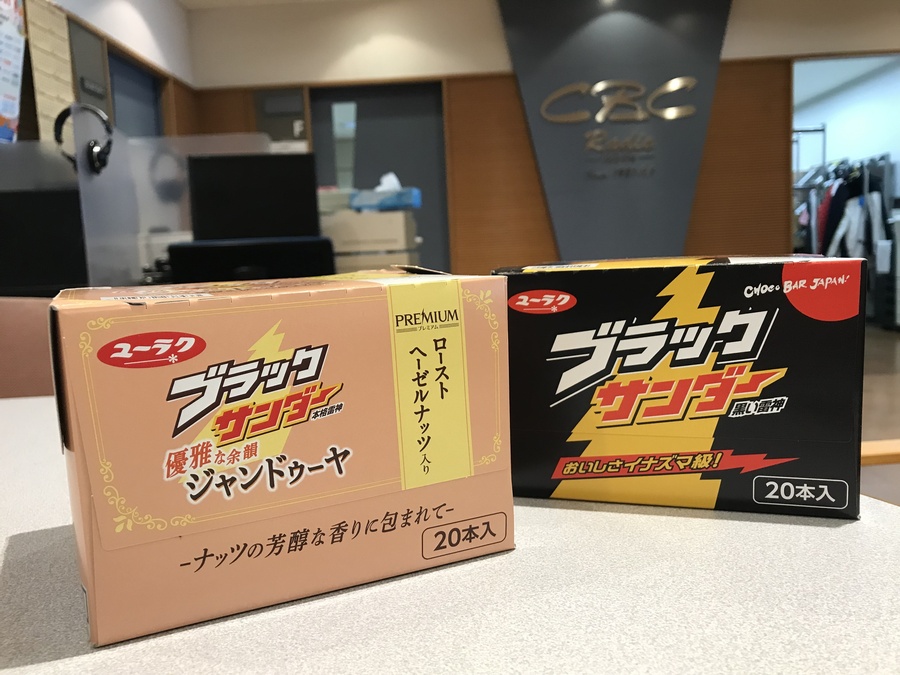 CBC
Radio
ユーラク
ブラック
サンダー
本格雷神
優雅な余韻
ジャンドゥーヤ
PREMIUM
プレミアム
ロースト
ヘーゼルナッツ入り
-ナッツの芳醇な香りに包まれて-
20本入
ユーラク
CHOCO BAR JAPAN!
ブラック
サンダー
黒い雷神
おいしさイナズマ級!
20本入